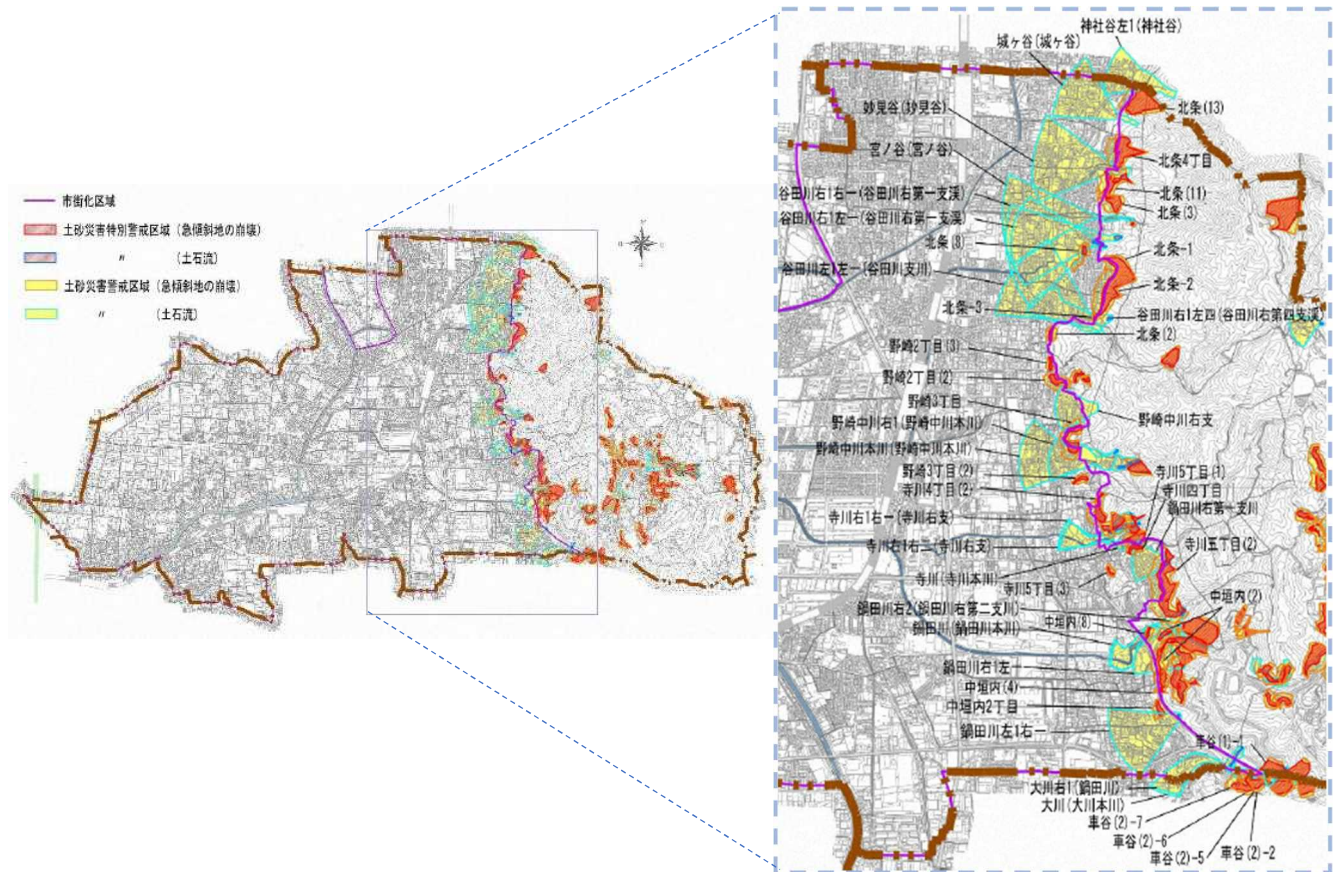 市街化区域
土砂災害特別警戒区域(急傾斜地の崩壊)
〃 (土石流)
土砂災害警戒区域(急傾斜地の崩壊)
〃 (土石流)
神社谷左1(神社谷)
城ヶ谷(城ヶ谷)
妙見谷(妙見谷)
北条(13)
宮ノ谷(宮ノ谷)
北条4丁目
谷田川右1右一(谷田川右第一支渓)
北条(11)
谷田川右1左一(谷田川右第一支渓)
北条(3)
北条(8)
北条-1
谷田川左1左一(谷田川支川)
北条-2
北条-3
谷田川右1左四(谷田川右第四支渓)
北条(2)
野崎2丁目(3)
野崎2丁目(2)
野崎3丁目
野崎中川右1(野崎中川本川)
野崎中川右支
野崎中川本川(野崎中川本川)
野崎3丁目(2)
寺川5丁目(1)
寺川4丁目(2)
寺川四丁目
鍋田川右第一支川
寺川右1右一(寺川右支)
寺川右1右二(寺川右支)
寺川五丁目(2)
寺川(寺川本川)
寺川5丁目(3)
中垣内(2)
鍋田川右2(鍋田川右第二支川)
中垣内(8)
鍋田川(鍋田川本川)
鍋田川右1左一
中垣内(4)
中垣内2丁目
鍋田川左1右一
車谷(1)-1
大川右1(鍋田川)
大川(大川本川)
車谷(2)-7
車谷(2)-6
車谷(2)-5
車谷(2)-2